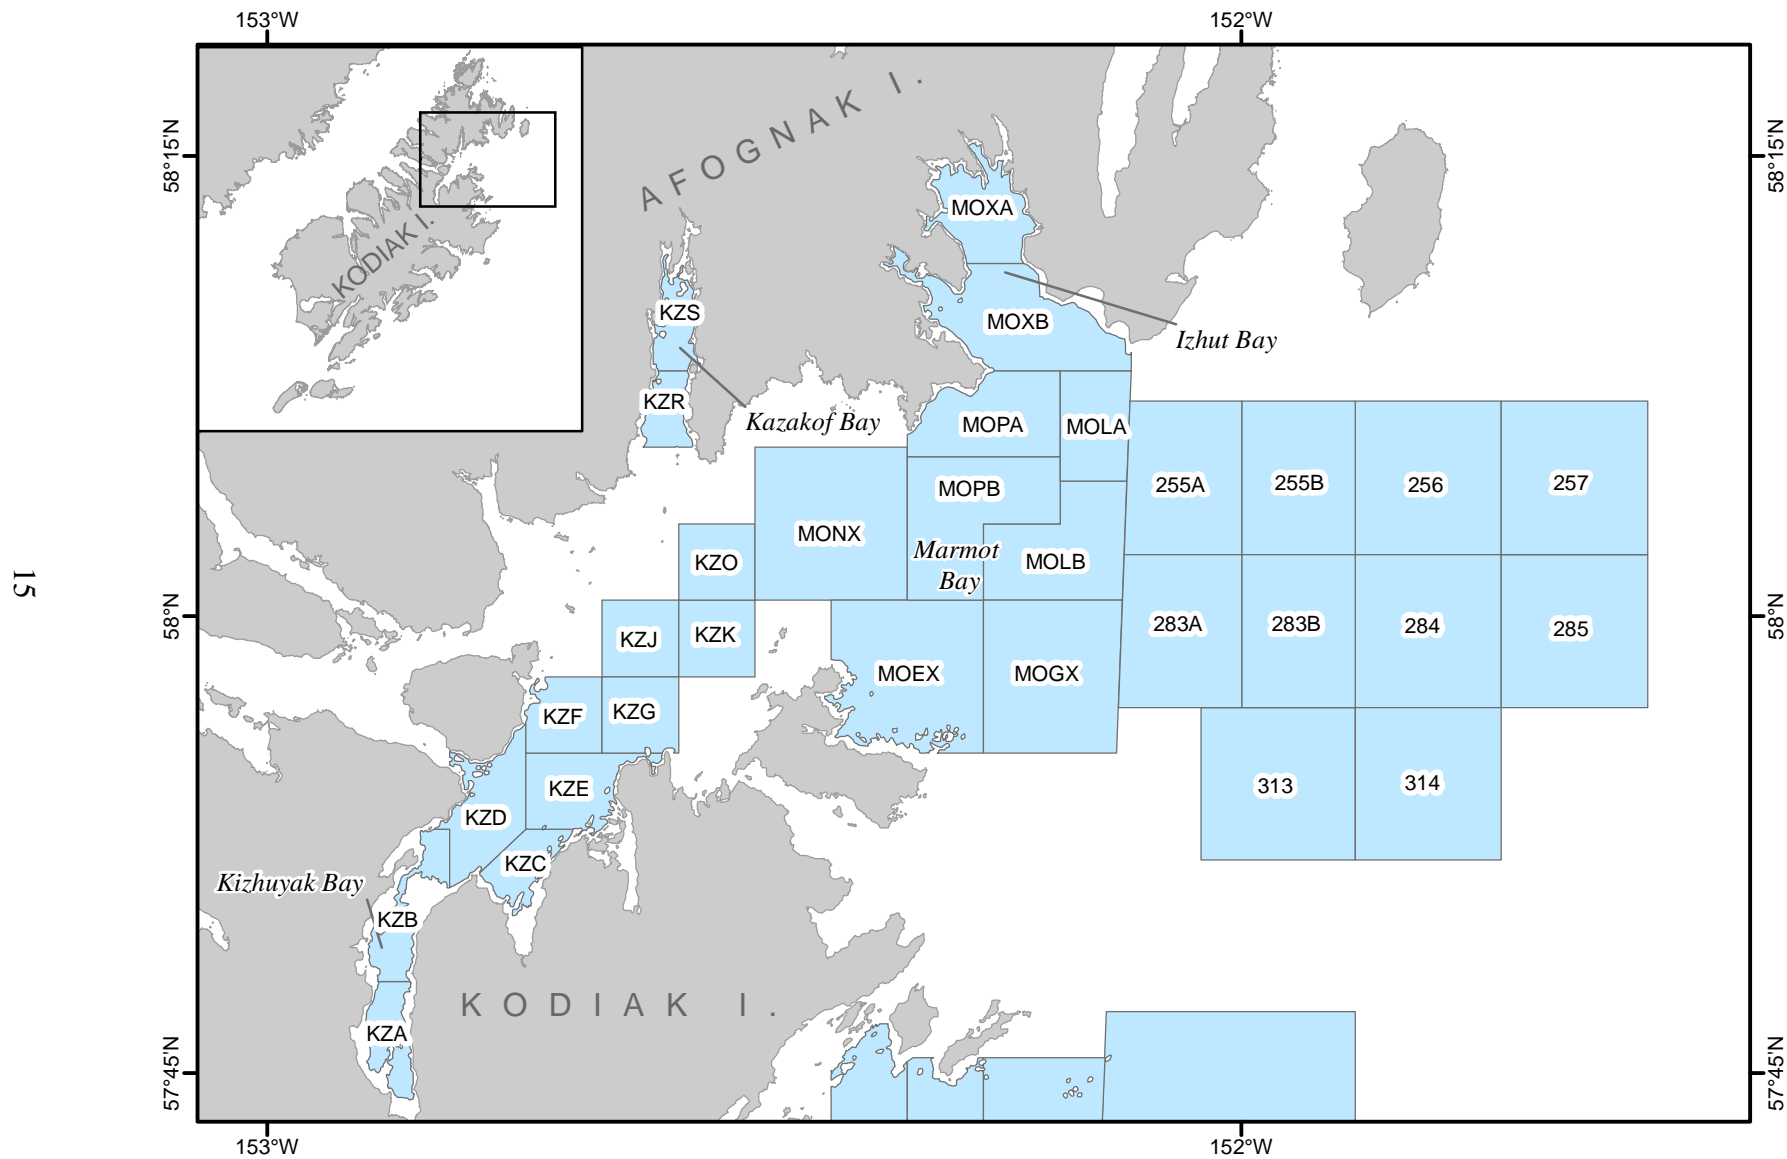 153°W
152°W
58°15'N
58°15'N
AFOGNAK I.
KODIAK I.
MOXA
KZS
MOXB
Izhut Bay
KZR
Kazakof Bay
MOPA
MOLA
MOPB
255A
255B
256
257
MONX
Marmot
Bay
KZO
MOLB
15
58°N
58°N
KZJ
KZK
283A
283B
284
285
MOEX
MOGX
KZF
KZG
KZE
313
314
KZD
KZC
Kizhuyak Bay
KZB
KODIAK I.
KZA
57°45'N
57°45'N
153°W
152°W